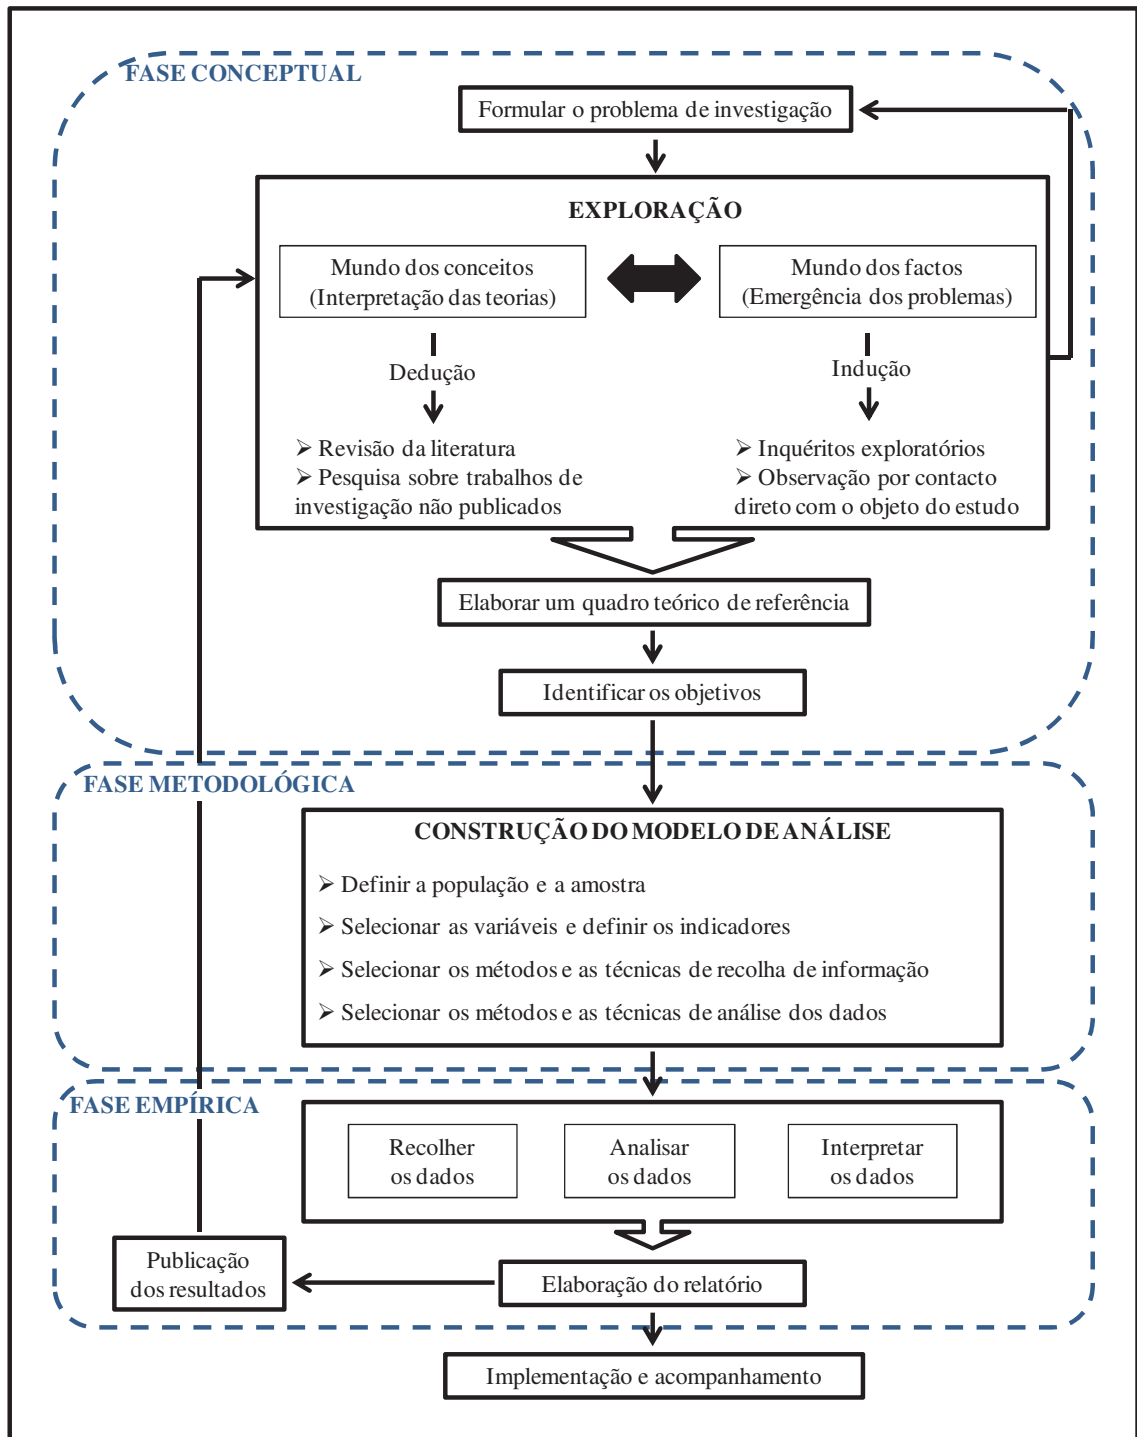 FASE CONCEPTUAL
Formular o problema de investigação
EXPLORAÇÃO
Mundo dos conceitos
(Interpretação das teorias)
Mundo dos factos
(Emergência dos problemas)
Dedução
Indução
➢ Revisão da literatura
➢ Pesquisa sobre trabalhos de
investigação não publicados
➢ Inquéritos exploratórios
➢ Observação por contacto
direto com o objeto do estudo
Elaborar um quadro teórico de referência
Identificar os objetivos
FASE METODOLÓGICA
CONSTRUÇÃO DO MODELO DE ANÁLISE
➢ Definir a população e a amostra
➢ Selecionar as variáveis e definir os indicadores
➢ Selecionar os métodos e as técnicas de recolha de informação
➢ Selecionar os métodos e as técnicas de análise dos dados
FASE EMPÍRICA
Recolher
os dados
Analisar
os dados
Interpretar
os dados
Publicação
dos resultados
Elaboração do relatório
Implementação e acompanhamento